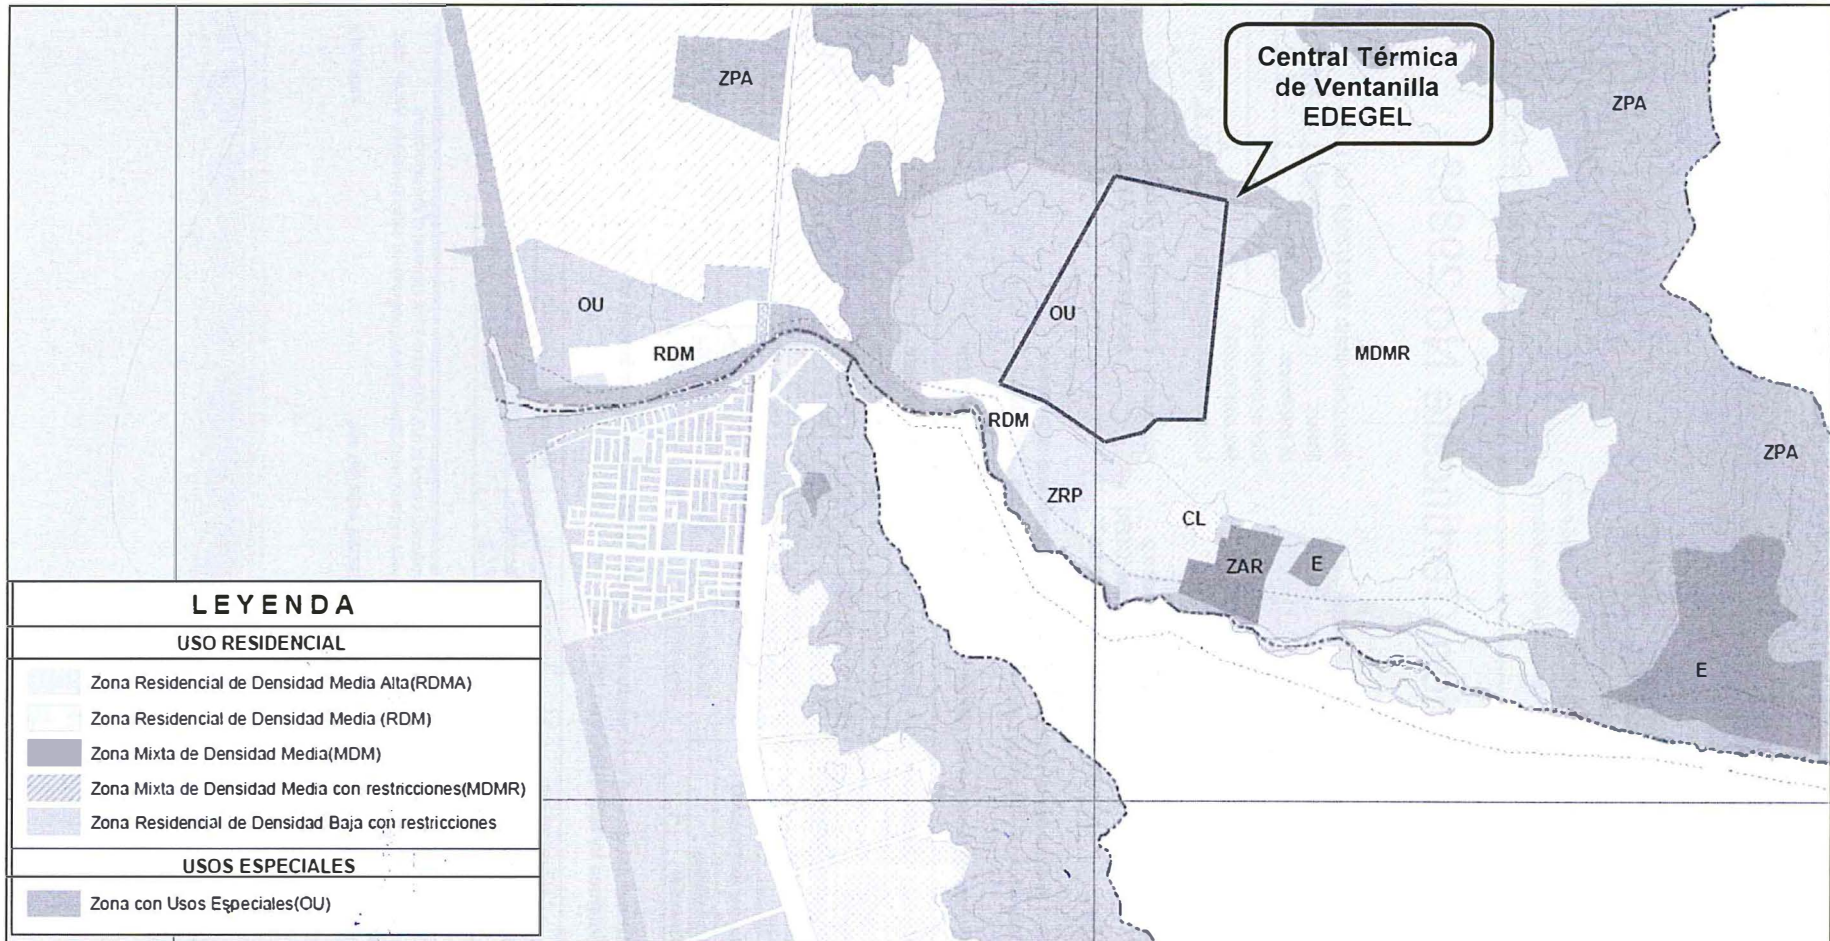 Central Térmica
de Ventanilla
EDEGEL
ZPA
ZPA
OU
OU
RDM
MDMR
RDM
ZPA
ZRP
CL
ZAR
E
E
LEYENDA
USO RESIDENCIAL
Zona Residencial de Densidad Media Alta(RDMA)
Zona Residencial de Densidad Media (RDM)
Zona Mixta de Densidad Media(MDM)
Zona Mixta de Densidad Media con restricciones(MDMR)
Zona Residencial de Densidad Baja con restricciones
USOS ESPECIALES
Zona con Usos Especiales(OU)